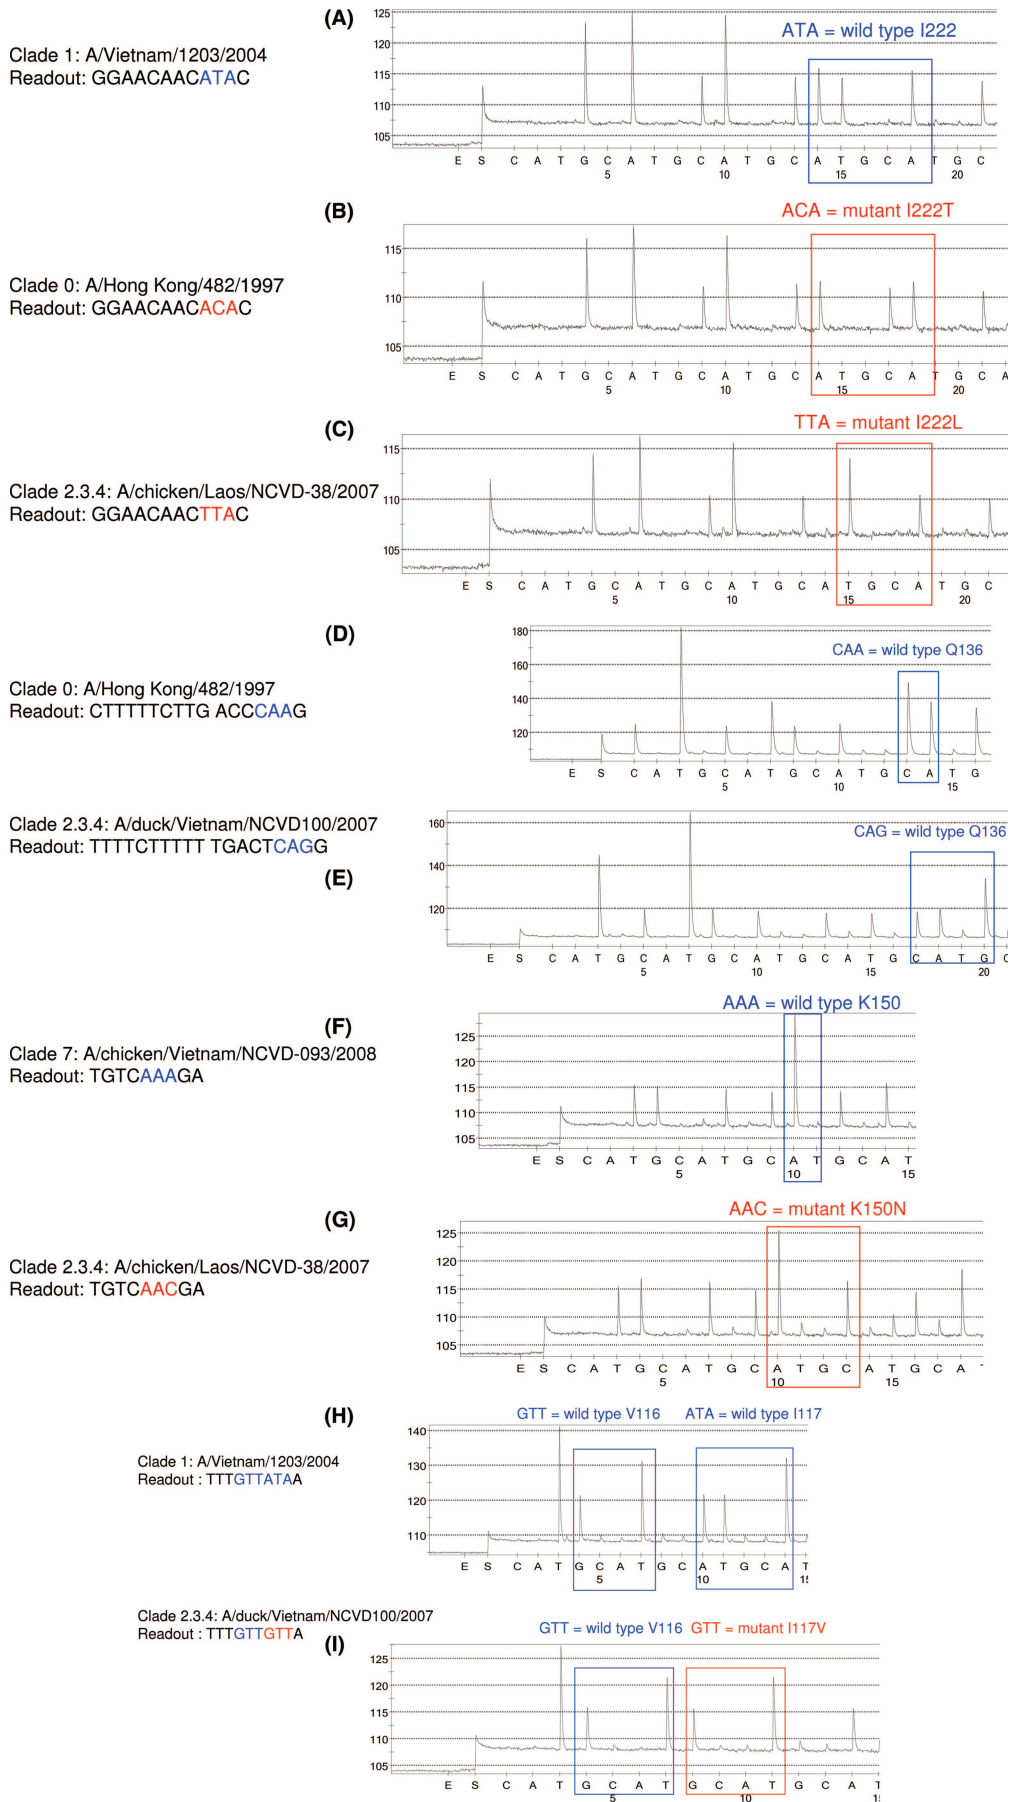 (A)
Clade 1: A/Vietnam/1203/2004
Readout: GGAACAACATAC
ATA = wild type I222
125
120
115
110
105
E S C A T G C A T G C A T G C A T G C A T G C
5 10 15 20
(B)
Clade 0: A/Hong Kong/482/1997
Readout: GGAACAACACAC
ACA = mutant I222T
115
110
105
E S C A T G C A T G C A T G C A T G C A T G C A
5 10 15 20
(C)
Clade 2.3.4: A/chicken/Laos/NCVD-38/2007
Readout: GGAACAACTTAC
TTA = mutant I222L
115
110
105
E S C A T G C A T G C A T G C A T G C A T G C
5 10 15 20
(D)
Clade 0: A/Hong Kong/482/1997
Readout: CTTTTTCTTG ACCCAAG
CAA = wild type Q136
180
160
140
120
E S C A T G C A T G C A T G C A T G
5 10 15
Clade 2.3.4: A/duck/Vietnam/NCVD100/2007
Readout: TTTTCTTTTT TGACTCAGG
(E)
CAG = wild type Q136
160
140
120
E S C A T G C A T G C A T G C A T G C A T G C
5 10 15 20
(F)
Clade 7: A/chicken/Vietnam/NCVD-093/2008
Readout: TGTCAAAGA
AAA = wild type K150
125
120
115
110
105
E S C A T G C A T G C A T G C A T
5 10 15
(G)
Clade 2.3.4: A/chicken/Laos/NCVD-38/2007
Readout: TGTCAACGA
AAC = mutant K150N
125
120
115
110
105
E S C A T G C A T G C A T G C A T G C A
5 10 15
(H)
Clade 1: A/Vietnam/1203/2004
Readout : TTTGTTATAA
GTT = wild type V116 ATA = wild type I117
140
130
120
110
E S C A T G C A T G C A T G C A T
5 10
Clade 2.3.4: A/duck/Vietnam/NCVD100/2007
Readout : TTTGTTGTTA
(I)
GTT = wild type V116 GTT = mutant I117V
125
120
115
110
105
E S C A T G C A T G C A T G C A
5 10